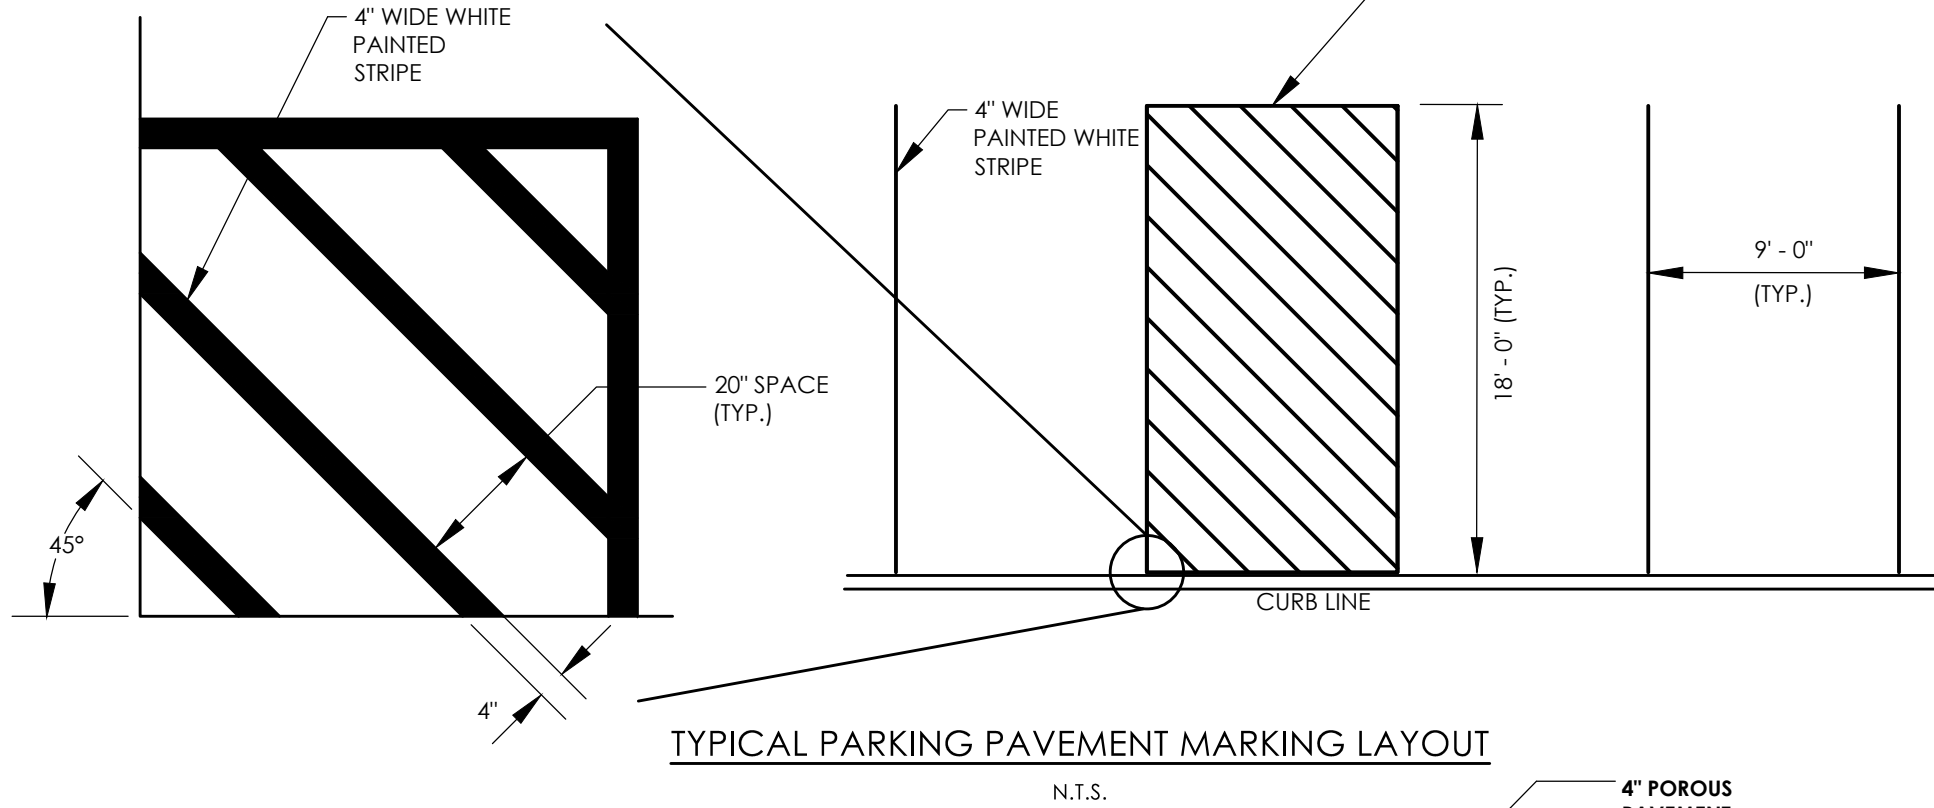 4" WIDE WHITE
PAINTED
STRIPE
4" WIDE
PAINTED WHITE
STRIPE
9' - 0"
(TYP.)
18' - 0" (TYP.)
20" SPACE
(TYP.)
45°
CURB LINE
4"
TYPICAL PARKING PAVEMENT MARKING LAYOUT
N.T.S.
4" POROUS
PAVEMENT